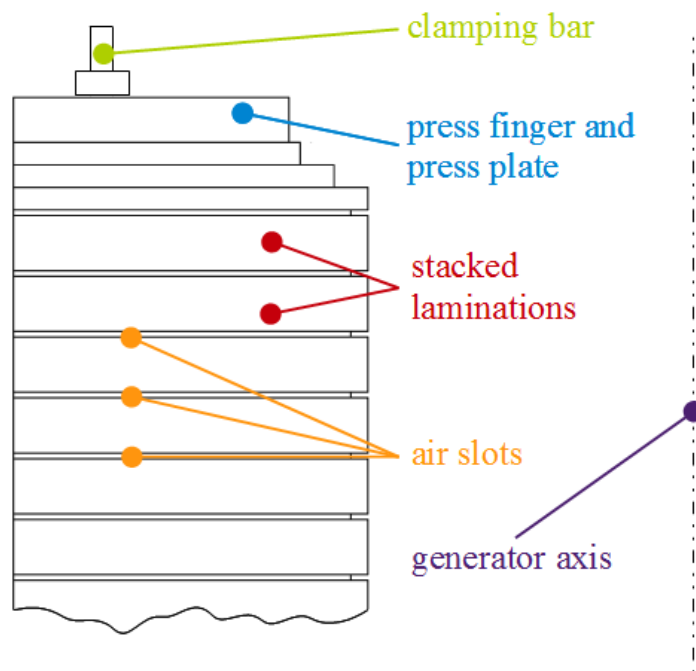 clamping bar
press finger and
press plate
stacked
laminations
air slots
generator axis